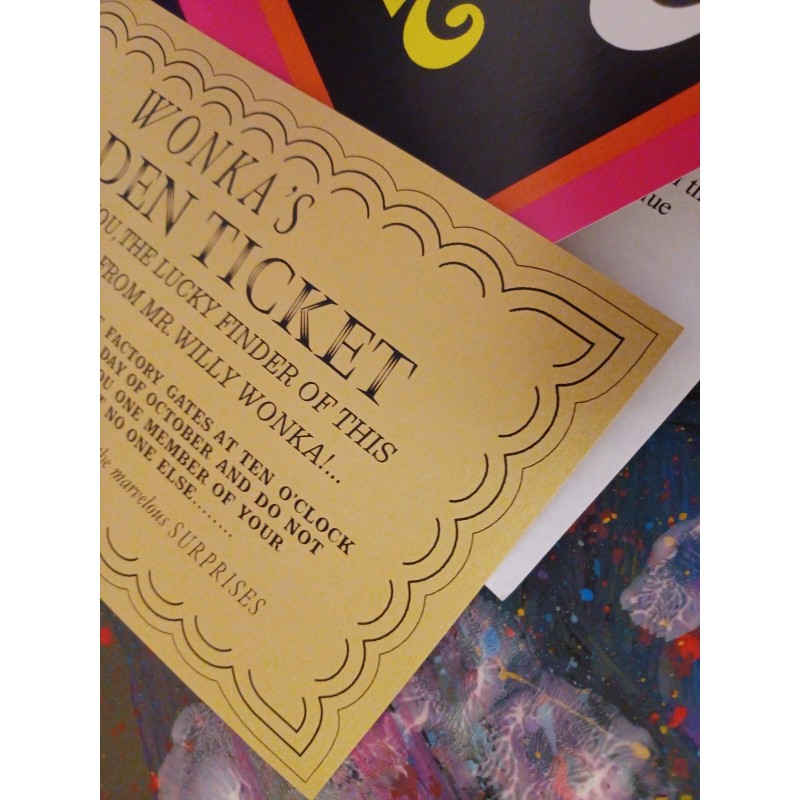 WONKA'S
DEN TICKET
OU, THE LUCKY FINDER OF THIS
FROM MR. WILLY WONKA!...
FACTORY GATES AT TEN O'CLOCK
DAY OF OCTOBER AND DO NOT
OU ONE MEMBER OF YOUR
NO ONE ELSE........
the marvelous SURPRISES